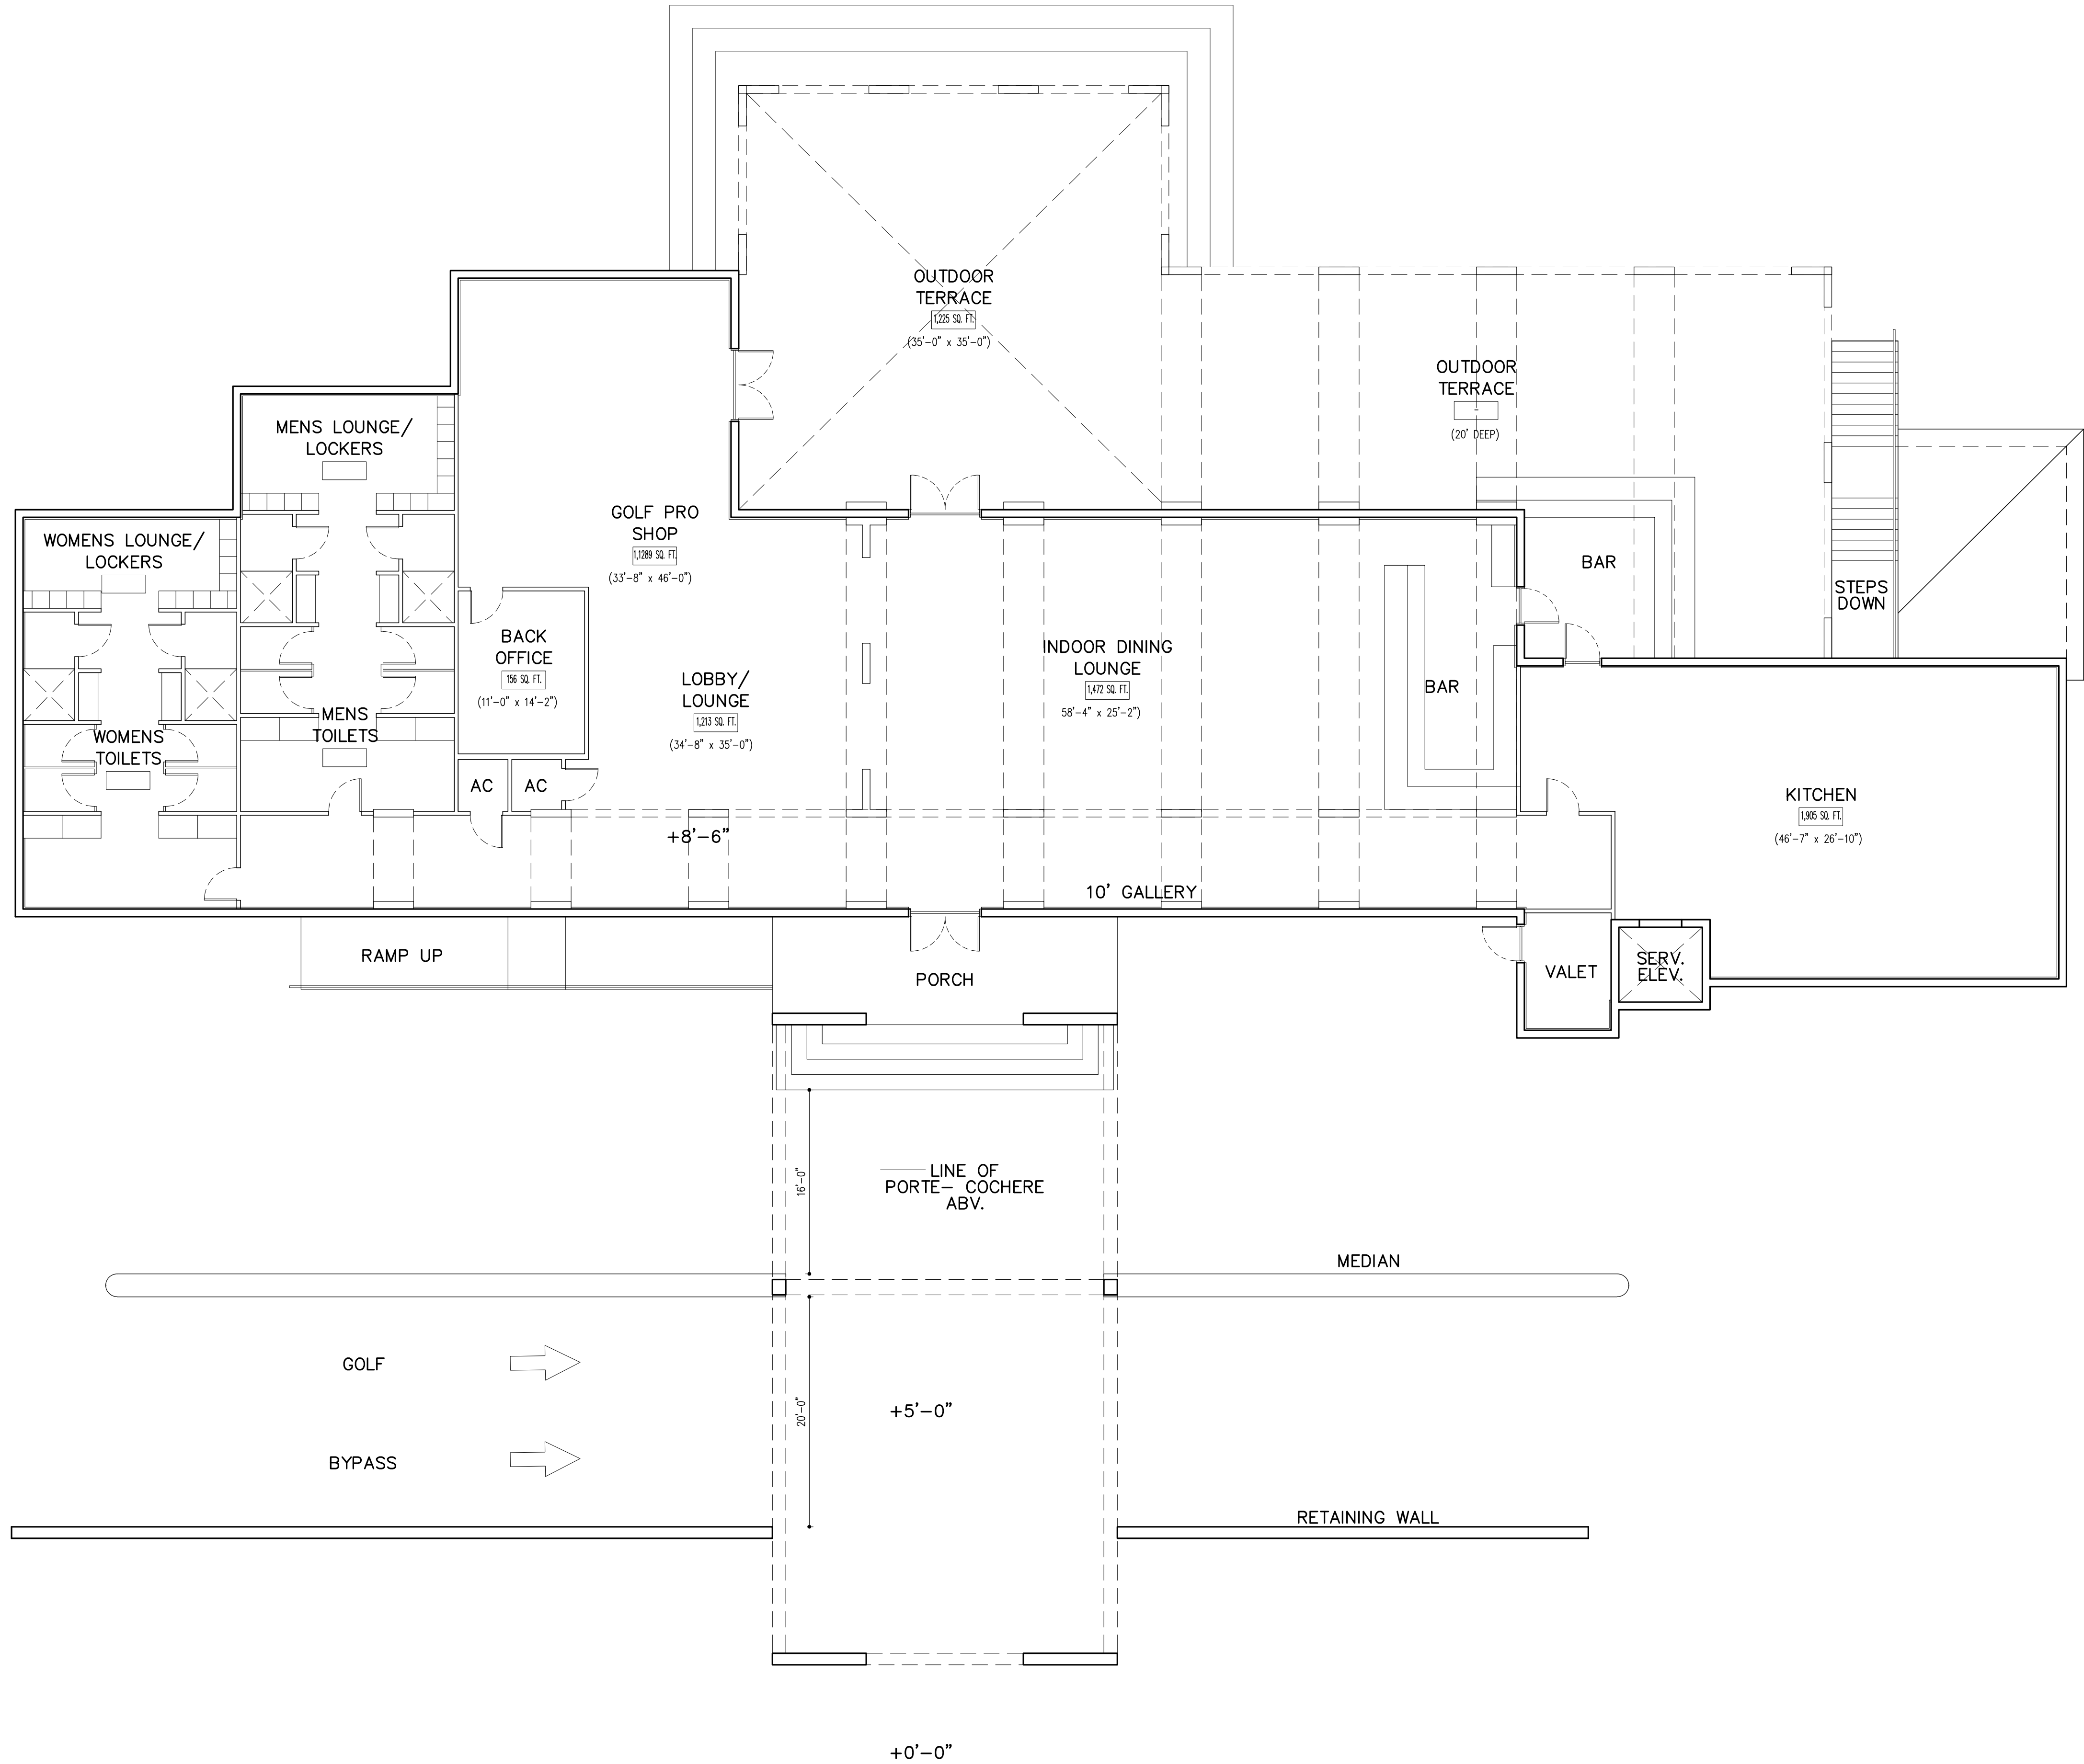 OUTDOOR
TERRACE
1,225 SQ. FT.
(35'-0" x 35'-0")
OUTDOOR
TERRACE
-
(20' DEEP)
MENS LOUNGE/
LOCKERS
WOMENS LOUNGE/
LOCKERS
GOLF PRO
SHOP
1,1289 SQ. FT.
(33'-8" x 46'-0")
BAR
STEPS
DOWN
BACK
OFFICE
156 SQ. FT.
(11'-0" x 14'-2")
LOBBY/
LOUNGE
1,213 SQ. FT.
(34'-8" x 35'-0")
INDOOR DINING
LOUNGE
1,472 SQ. FT.
58'-4" x 25'-2")
BAR
MENS
TOILETS
WOMENS
TOILETS
AC
AC
KITCHEN
1,905 SQ. FT.
(46'-7" x 26'-10")
+8'-6"
10' GALLERY
RAMP UP
PORCH
VALET
SERV.
ELEV.
16'-0"
LINE OF
PORTE- COCHERE
ABV.
MEDIAN
GOLF
20'-0"
+5'-0"
BYPASS
RETAINING WALL
+0'-0"